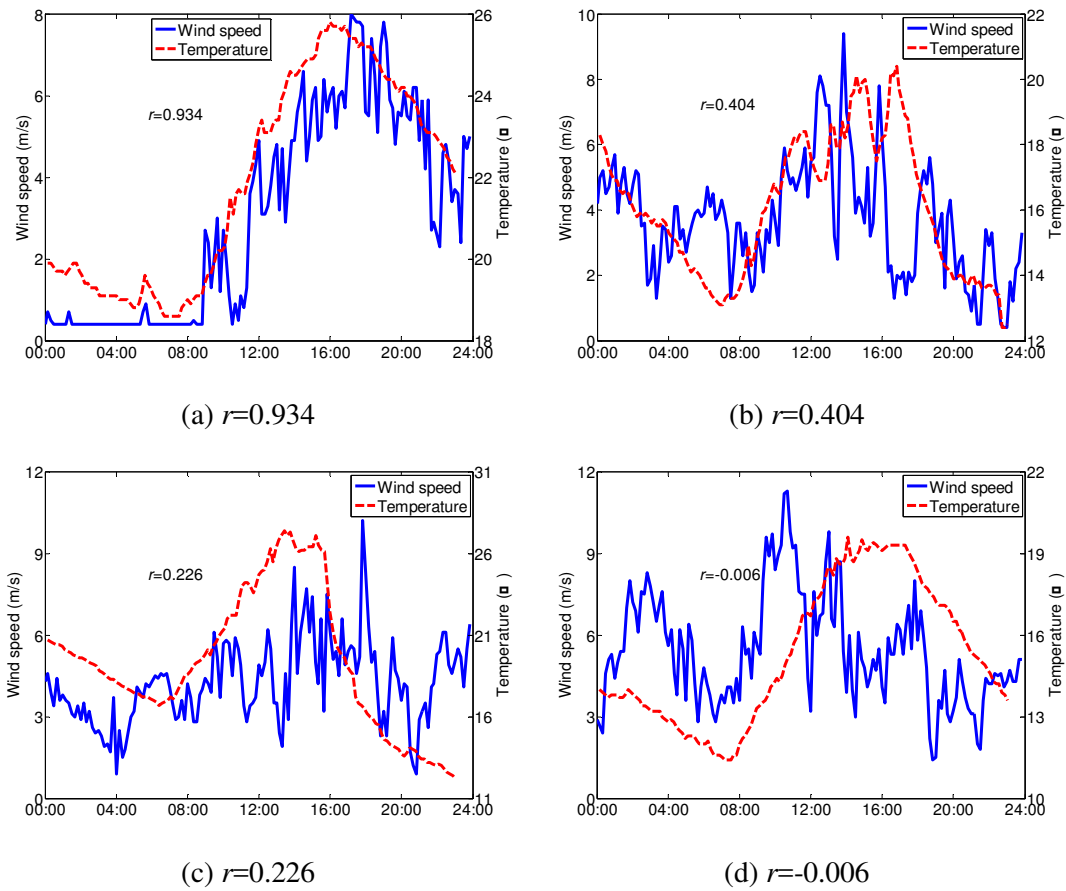 8
6
4
2
0
Wind speed (m/s)
Wind speed
Temperature
r=0.934
26
24
22
20
18
Temperature (◘ )
00:00 04:00 08:00 12:00 16:00 20:00 24:00
(a) r=0.934
10
8
6
4
2
0
Wind speed (m/s)
Wind speed
Temperature
r=0.404
22
20
18
16
14
12
Temperature (◘ )
00:00 04:00 08:00 12:00 16:00 20:00 24:00
(b) r=0.404
12
9
6
3
0
Wind speed (m/s)
Wind speed
Temperature
r=0.226
31
26
21
16
11
Temperature (◘ )
00:00 04:00 08:00 12:00 16:00 20:00 24:00
(c) r=0.226
12
9
6
3
0
Wind speed (m/s)
Wind speed
Temperature
r=-0.006
22
19
16
13
10
Temperature (◘ )
00:00 04:00 08:00 12:00 16:00 20:00 24:00
(d) r=-0.006